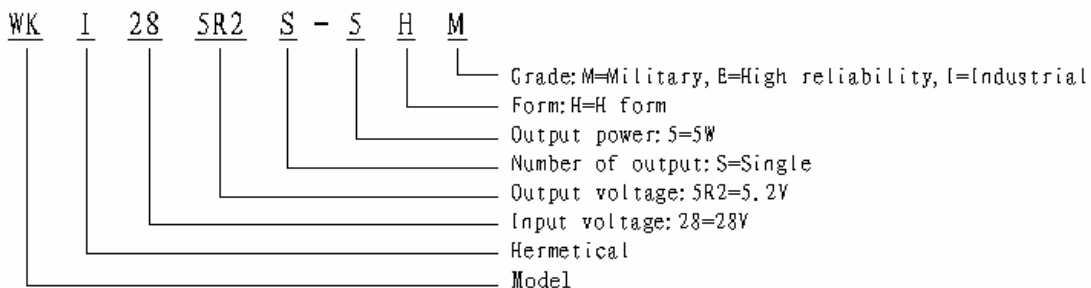 WK I 28 5R2 S - 5 H M
Grade:M=Military,E=High reliability,I=Industrial
Form:H=H form
Output power:5=5W
Number of output:S=Single
Output voltage:5R2=5.2V
Input voltage:28=28V
Hermetical
Model